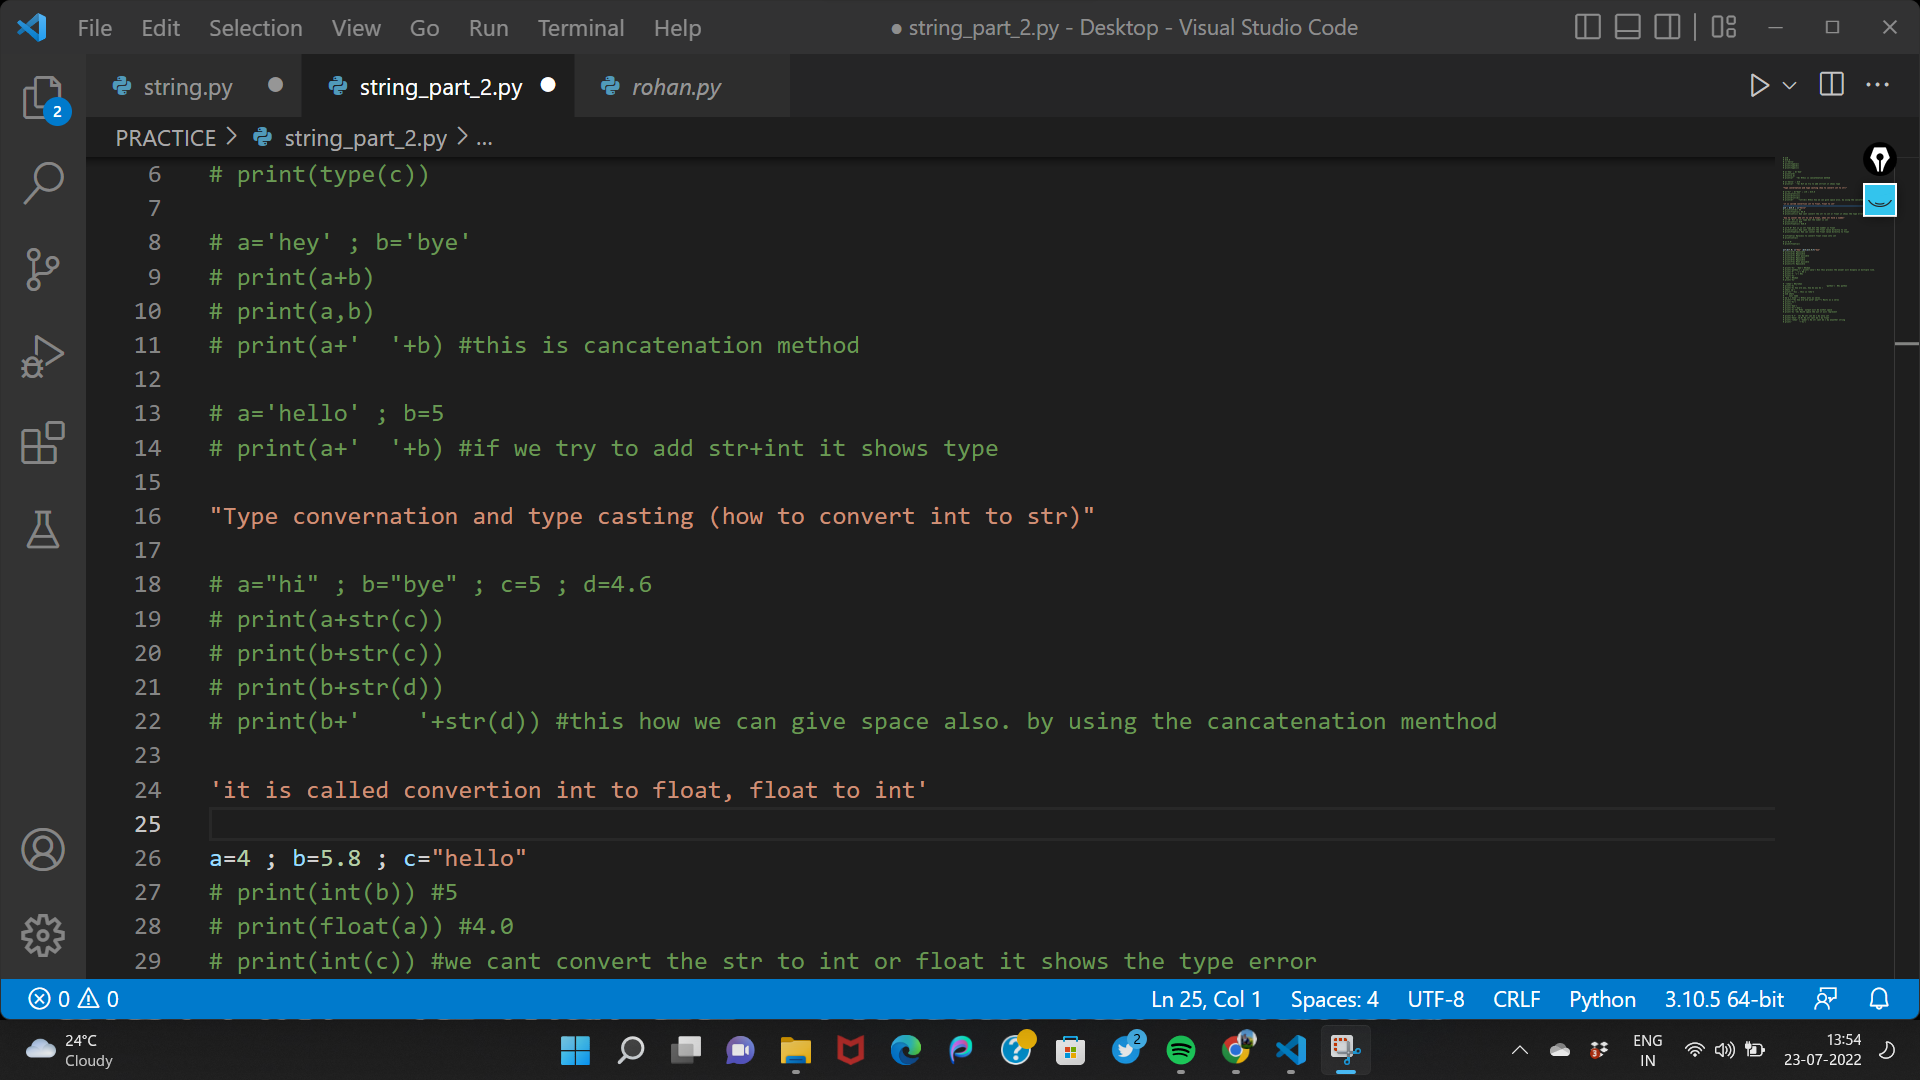 File Edit Selection View Go Run Terminal Help ● string_part_2.py - Desktop - Visual Studio Code
string.py string_part_2.py rohan.py
2
PRACTICE > string_part_2.py > ...
6 # print(type(c))
7
8 # a='hey' ; b='bye'
9 # print(a+b)
10 # print(a,b)
11 # print(a+'  '+b) #this is cancatenation method
12
13 # a='hello' ; b=5
14 # print(a+'  '+b) #if we try to add str+int it shows type
15
16 "Type convernation and type casting (how to convert int to str)"
17
18 # a="hi" ; b="bye" ; c=5 ; d=4.6
19 # print(a+str(c))
20 # print(b+str(c))
21 # print(b+str(d))
22 # print(b+'    '+str(d)) #this how we can give space also. by using the cancatenation menthod
23
24 'it is called convertion int to float, float to int'
25
26 a=4 ; b=5.8 ; c="hello"
27 # print(int(b)) #5
28 # print(float(a)) #4.0
29 # print(int(c)) #we cant convert the str to int or float it shows the type error
0 0 Ln 25, Col 1 Spaces: 4 UTF-8 CRLF Python 3.10.5 64-bit
24°C
Cloudy
2
3
ENG
IN
13:54
23-07-2022